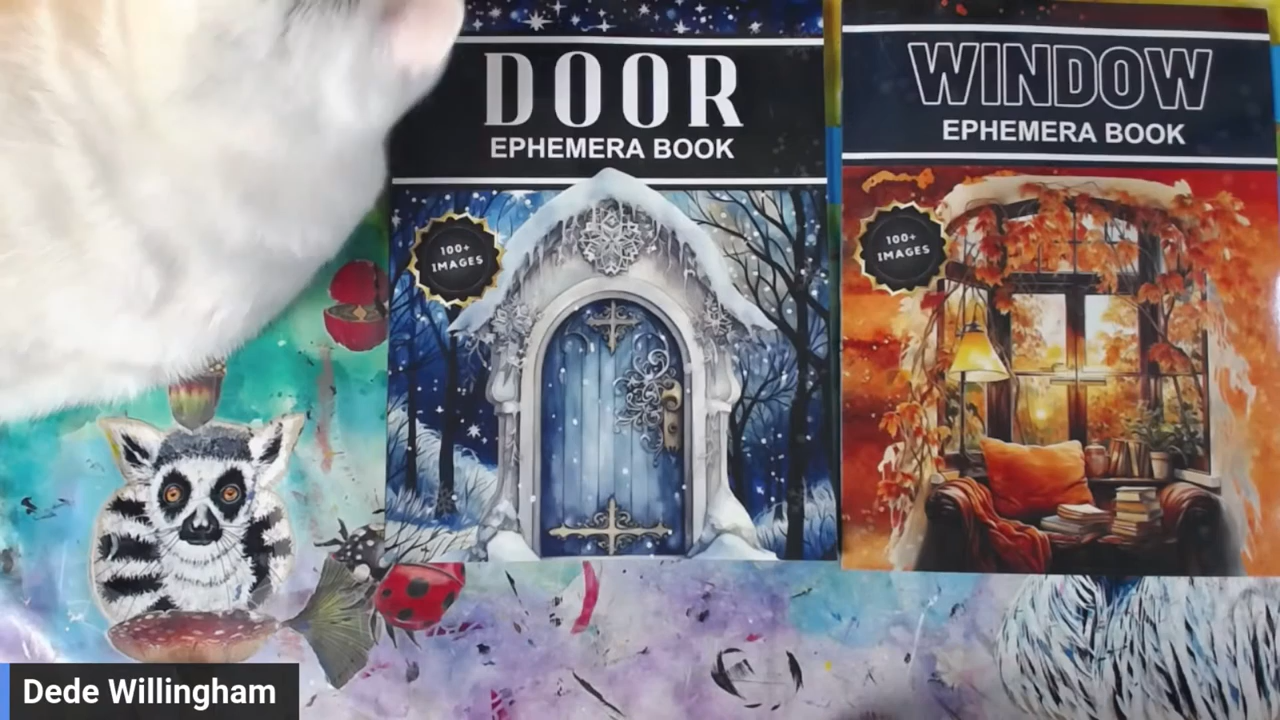 DOOR
EPHEMERA BOOK
100+
IMAGES
WINDOW
EPHEMERA BOOK
100+
IMAGES
Dede Willingham